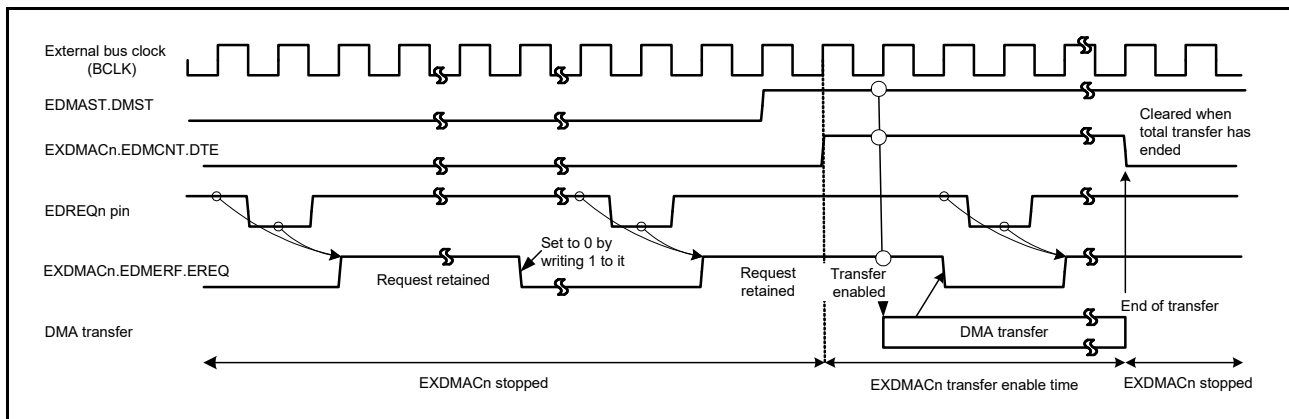 External bus clock
(BCLK)
EDMAST.DMST
Cleared when
total transfer has
ended
EXDMACn.EDMCNT.DTE
EDREQn pin
Set to 0 by
writing 1 to it
EXDMACn.EDMERF.EREQ
Request retained
Request
retained
Transfer
enabled
End of transfer
DMA transfer
DMA transfer
EXDMACn stopped
EXDMACn transfer enable time
EXDMACn stopped